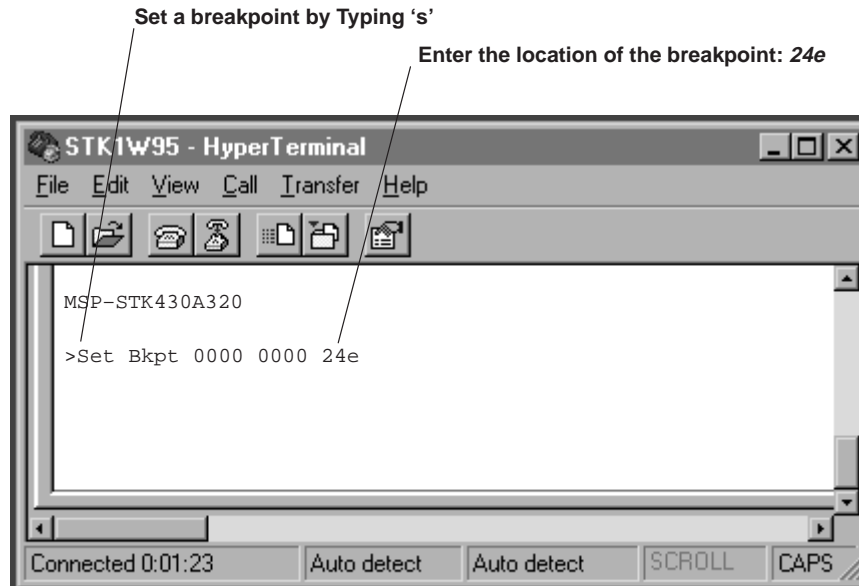 Set a breakpoint by Typing ‘s’
Enter the location of the breakpoint: 24e
STK1W95 - HyperTerminal
File Edit View Call Transfer Help
MSP–STK430A320
>Set Bkpt 0000 0000 24e
Connected 0:01:23 Auto detect Auto detect SCROLL CAPS